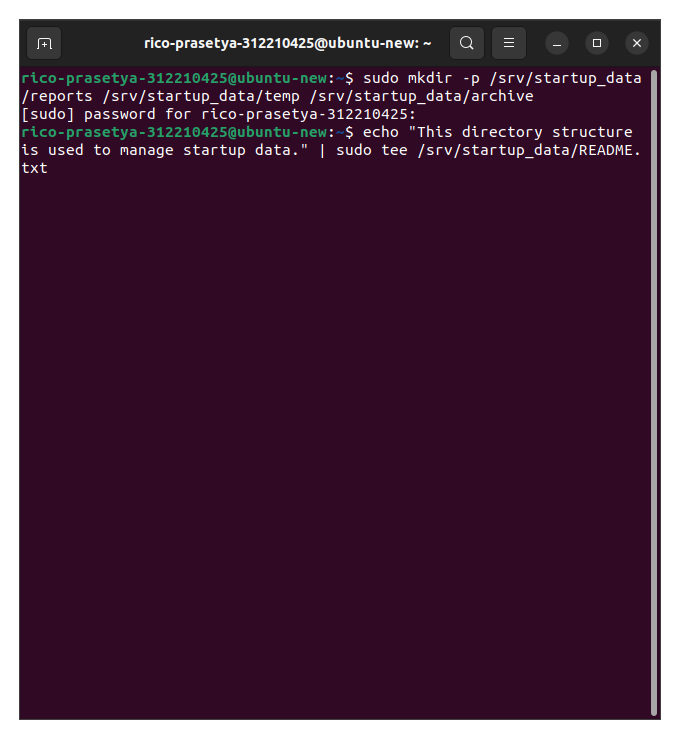 rico-prasetya-312210425@ubuntu-new: ~
rico-prasetya-312210425@ubuntu-new:~$ sudo mkdir -p /srv/startup_data
/reports /srv/startup_data/temp /srv/startup_data/archive
[sudo] password for rico-prasetya-312210425:
rico-prasetya-312210425@ubuntu-new:~$ echo "This directory structure
is used to manage startup data." | sudo tee /srv/startup_data/README.
txt